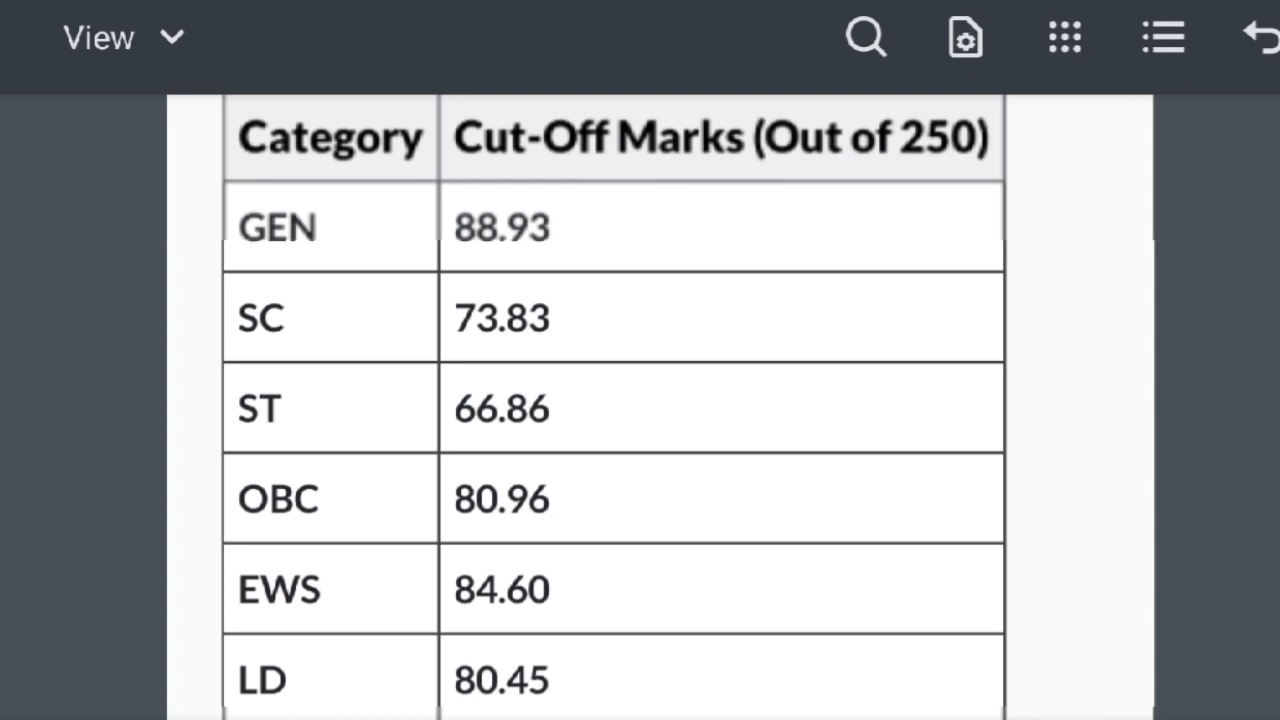 View
Category Cut-Off Marks (Out of 250)
GEN 88.93
SC 73.83
ST 66.86
OBC 80.96
EWS 84.60
LD 80.45